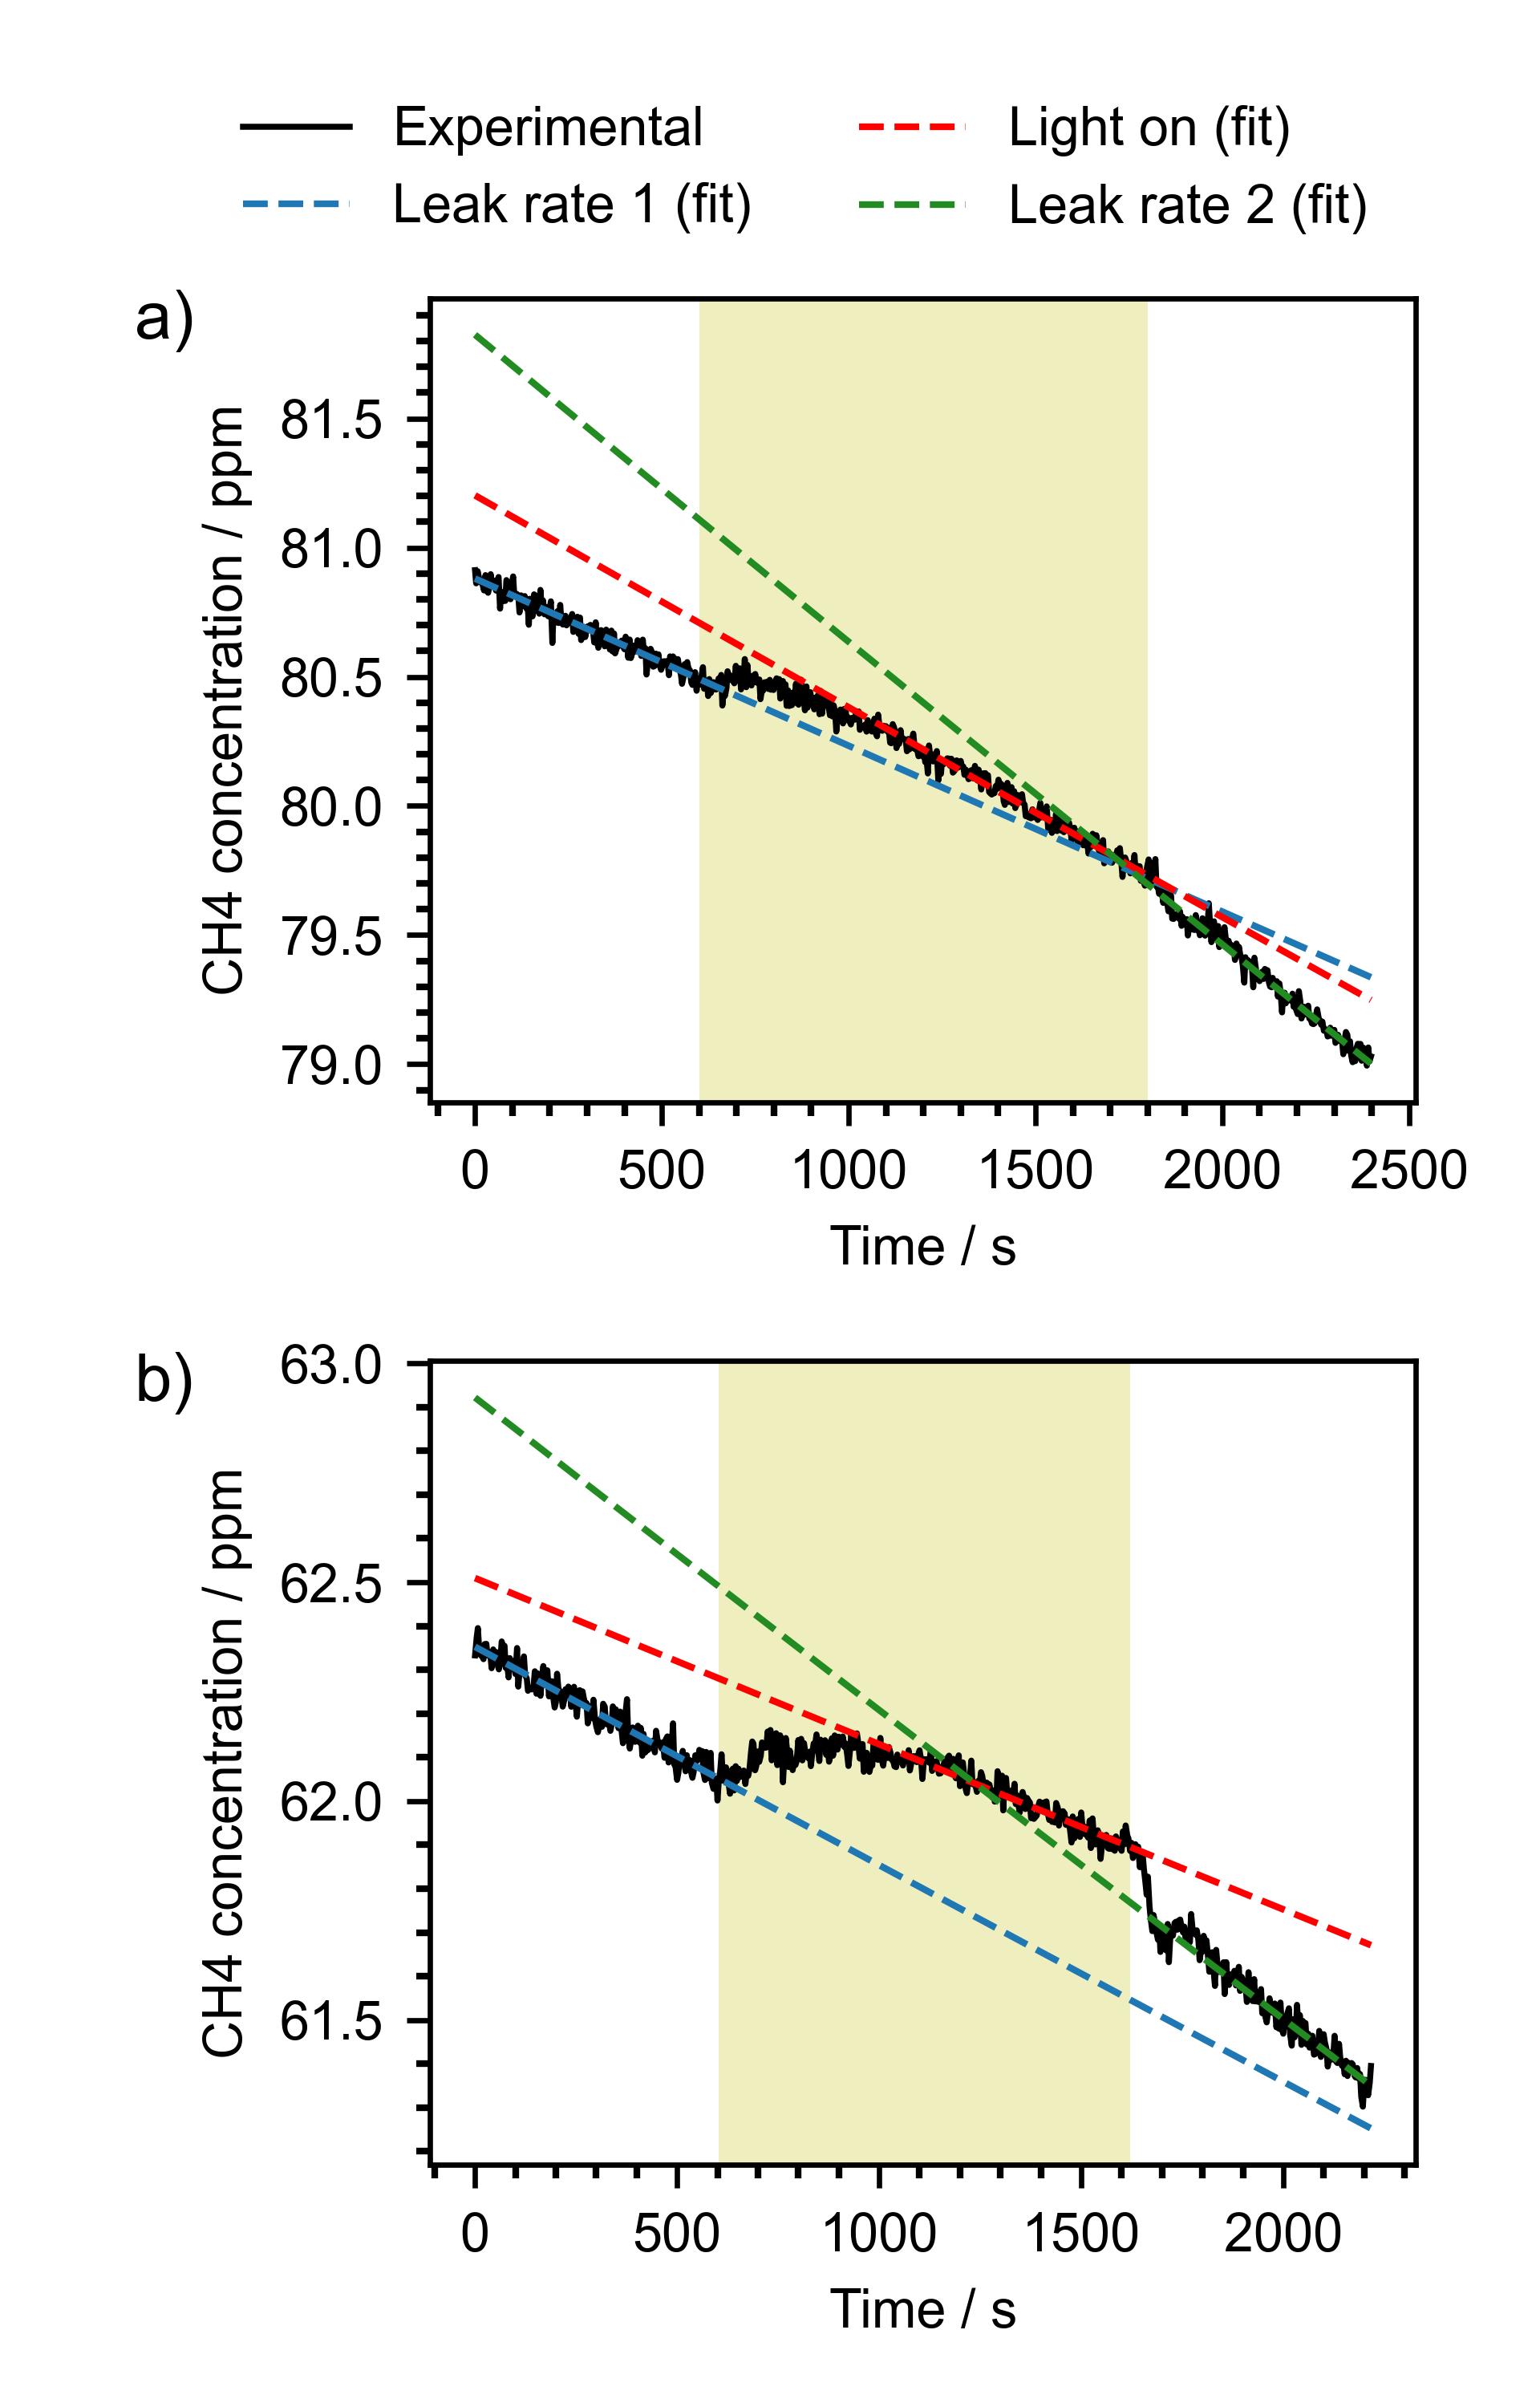 Experimental
Light on (fit)
Leak rate 1 (fit)
Leak rate 2 (fit)
a)
CH4 concentration / ppm
81.5
81.0
80.5
80.0
79.5
79.0
0 500 1000 1500 2000 2500
Time / s
b)
CH4 concentration / ppm
63.0
62.5
62.0
61.5
0 500 1000 1500 2000
Time / s